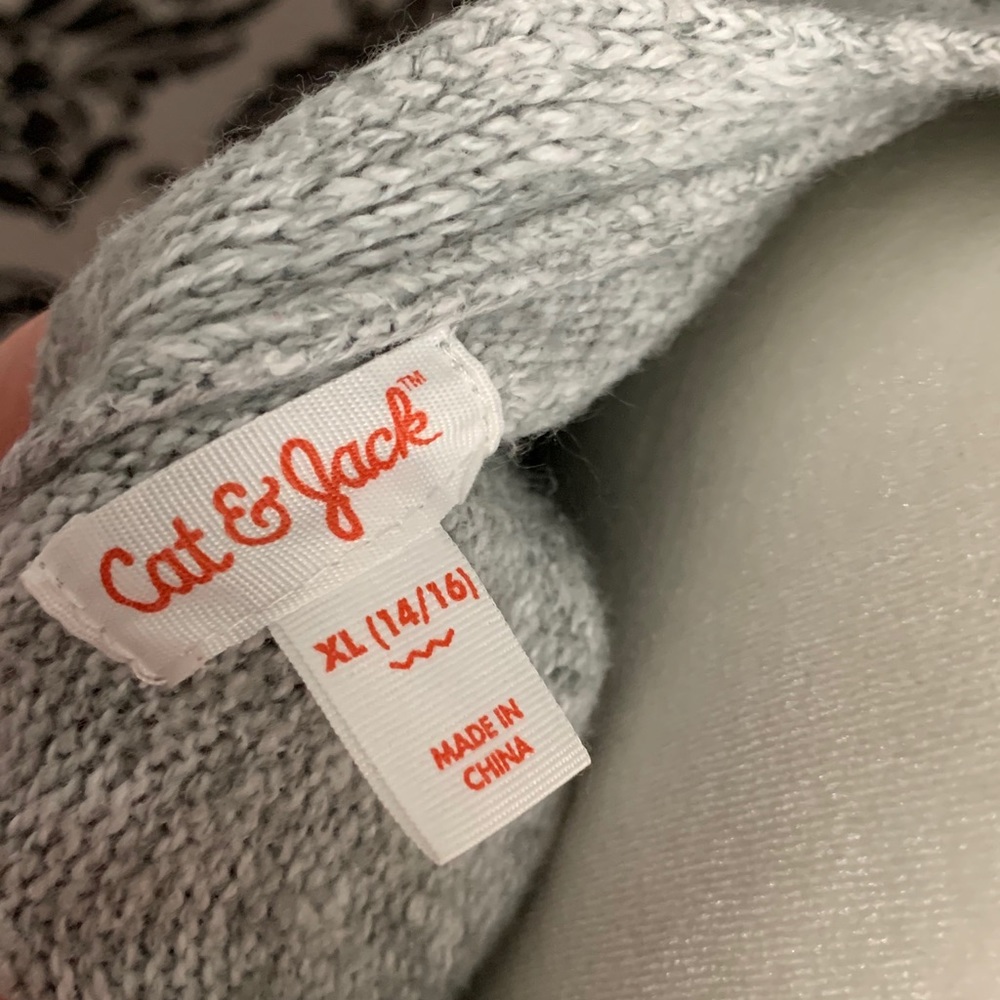 Cat & Jack™
XL (14/16)
MADE IN
CHINA